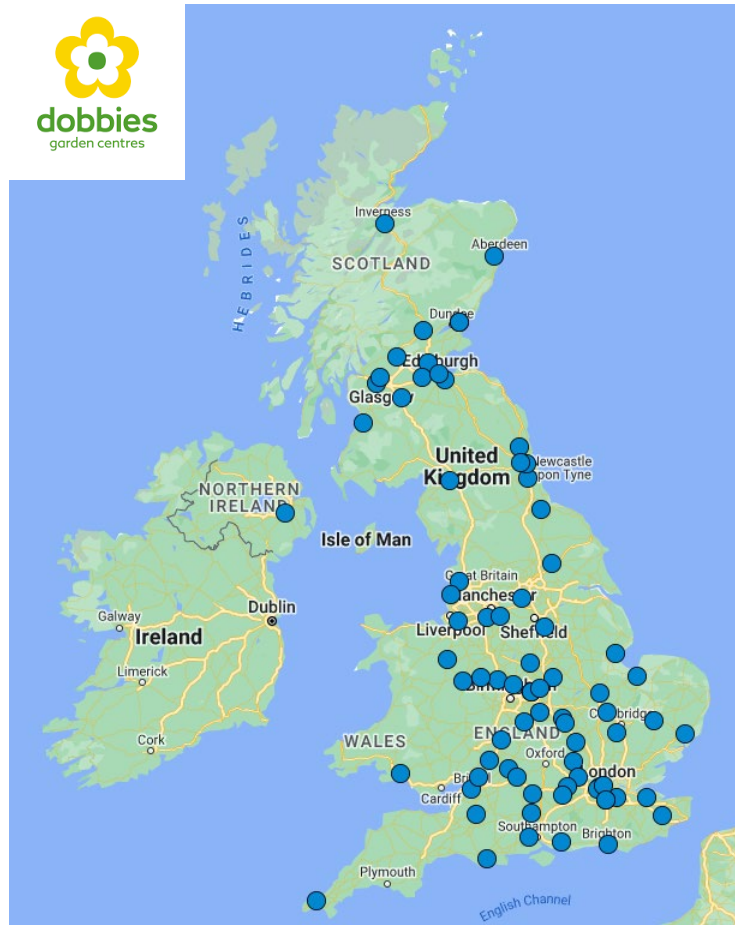 dobbies
garden centres
Inverness
Aberdeen
HEBRIDES
SCOTLAND
Dundee
Edinburgh
Glasgow
United
Kingdom
Newcastle
upon Tyne
NORTHERN
IRELAND
Isle of Man
Great Britain
Manchester
Galway
Dublin
Ireland
Liverpool
Sheffield
Limerick
Birmingham
Cambridge
Cork
WALES
ENGLAND
Oxford
London
Bristol
Cardiff
Southampton
Brighton
Plymouth
English Channel